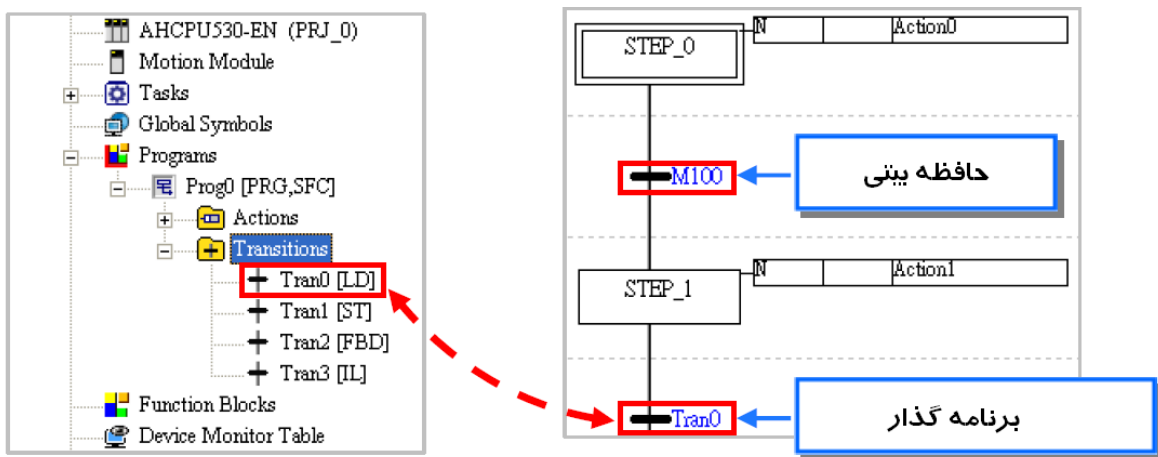 AHCPU530-EN (PRJ_0)
Motion Module
Tasks
Global Symbols
Programs
Prog0 [PRG,SFC]
Actions
Transitions
Tran0 [LD]
Tran1 [ST]
Tran2 [FBD]
Tran3 [IL]
Function Blocks
Device Monitor Table
STEP_0
N
Action0
M100
حافظه بیتی
STEP_1
N
Action1
Tran0
برنامه گذار